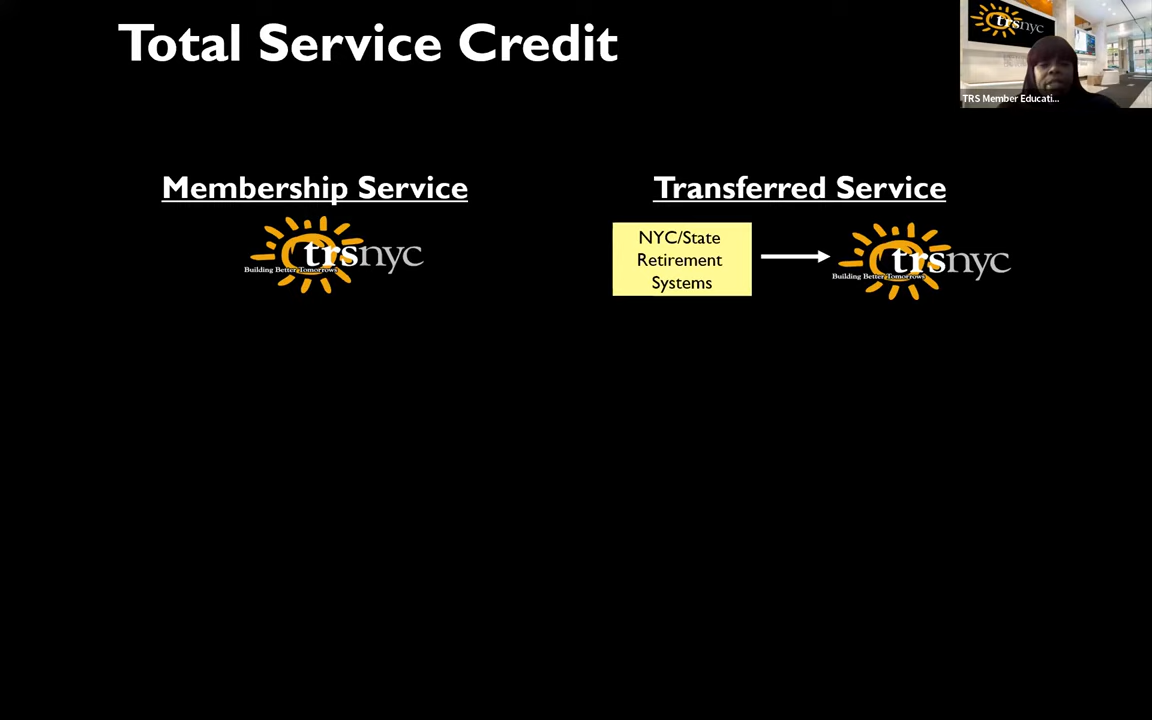 Total Service Credit
trsnyc
TRS Member Educati...
Membership Service
Transferred Service
trsnyc
Building Better Tomorrows
NYC/State
Retirement
Systems
trsnyc
Building Better Tomorrows